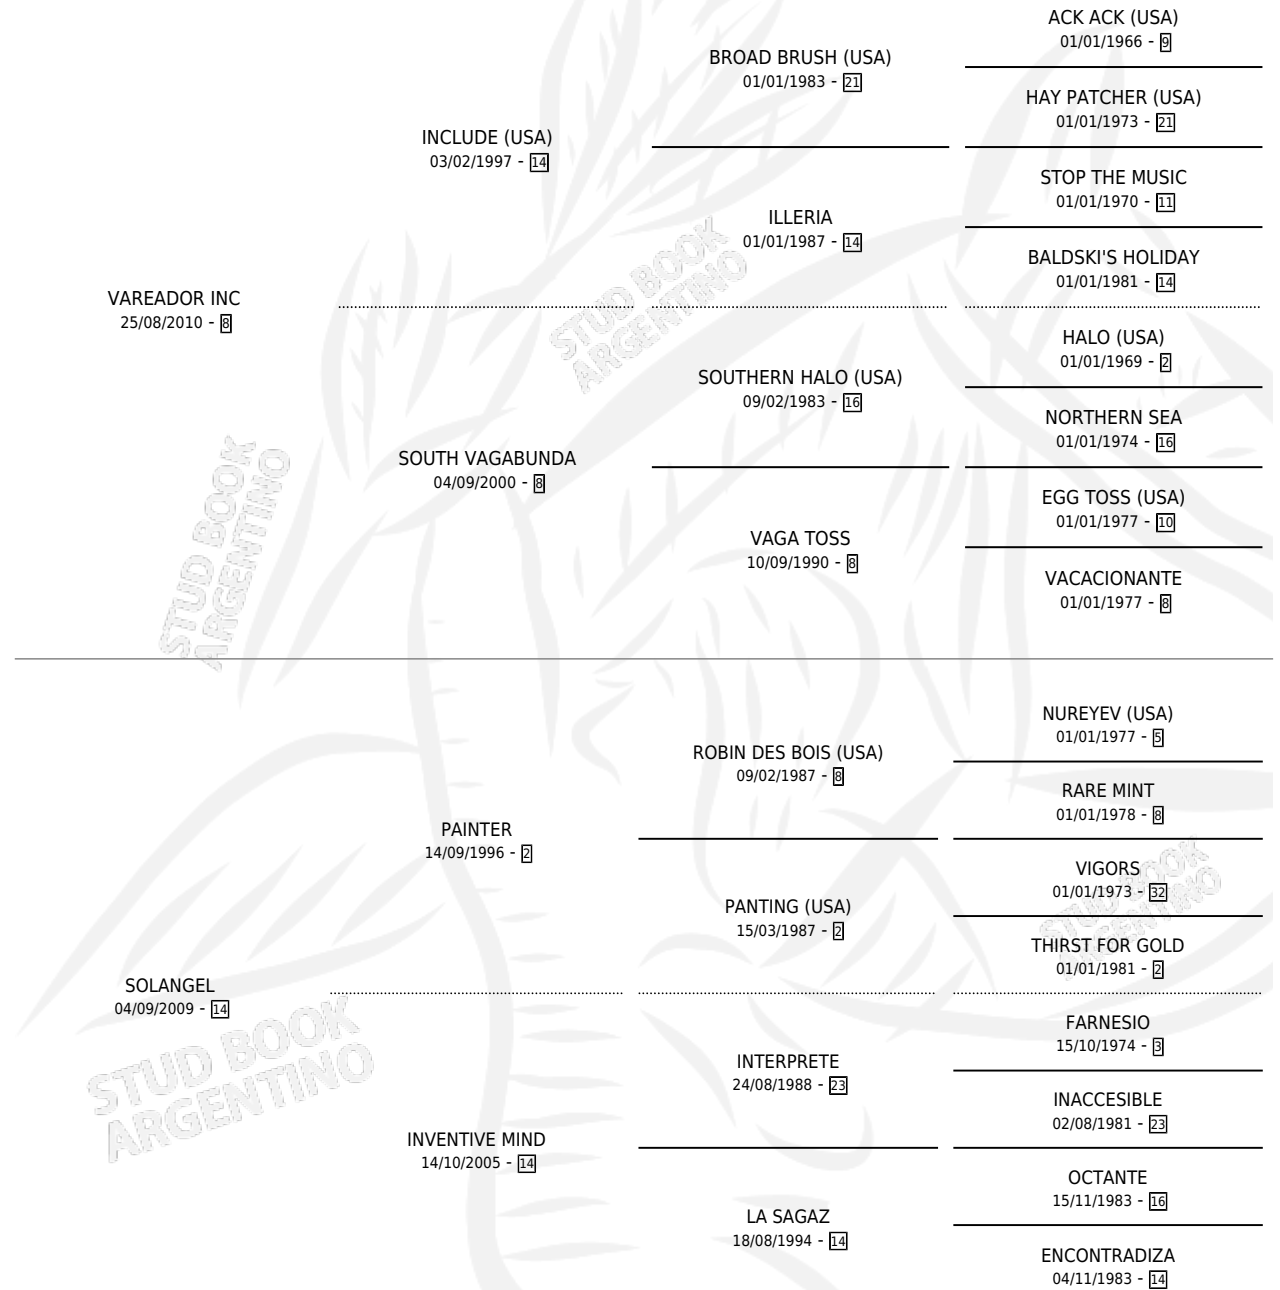 ACK ACK (USA)
01/01/1966 - 9
BROAD BRUSH (USA)
01/01/1983 - 21
HAY PATCHER (USA)
01/01/1973 - 21
INCLUDE (USA)
03/02/1997 - 14
STOP THE MUSIC
01/01/1970 - 11
ILLERIA
01/01/1987 - 14
BALDSKI'S HOLIDAY
01/01/1981 - 14
VAREADOR INC
25/08/2010 - 8
STUD BOOK
ARGENTINO
HALO (USA)
01/01/1969 - 2
SOUTHERN HALO (USA)
09/02/1983 - 16
NORTHERN SEA
01/01/1974 - 16
SOUTH VAGABUNDA
04/09/2000 - 8
EGG TOSS (USA)
01/01/1977 - 10
VAGA TOSS
10/09/1990 - 8
VACACIONANTE
01/01/1977 - 8
STUD BOOK
ARGENTINO
NUREYEV (USA)
01/01/1977 - 5
ROBIN DES BOIS (USA)
09/02/1987 - 8
RARE MINT
01/01/1978 - 8
PAINTER
14/09/1996 - 2
VIGORS
01/01/1973 - 32
PANTING (USA)
15/03/1987 - 2
STUD BOOK
ARGENTINO
THIRST FOR GOLD
01/01/1981 - 2
SOLANGEL
04/09/2009 - 14
STUD BOOK
ARGENTINO
FARNESIO
15/10/1974 - 3
INTERPRETE
24/08/1988 - 23
INACCESIBLE
02/08/1981 - 23
INVENTIVE MIND
14/10/2005 - 14
OCTANTE
15/11/1983 - 16
LA SAGAZ
18/08/1994 - 14
ENCONTRADIZA
04/11/1983 - 14